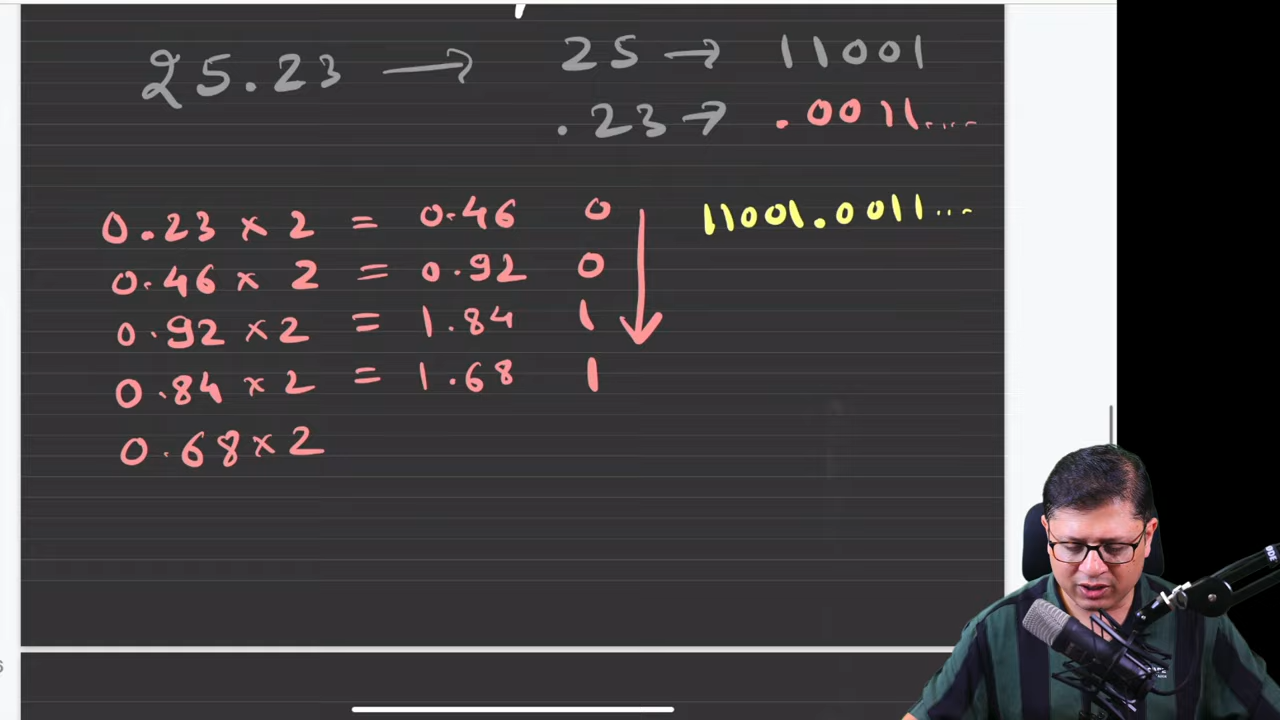 25.23 → 25 → 11001
.23 → .0011....
0.23 × 2 = 0.46 0 11001.0011...
0.46 × 2 = 0.92 0
0.92 × 2 = 1.84 1
0.84 × 2 = 1.68 1
0.68 × 2